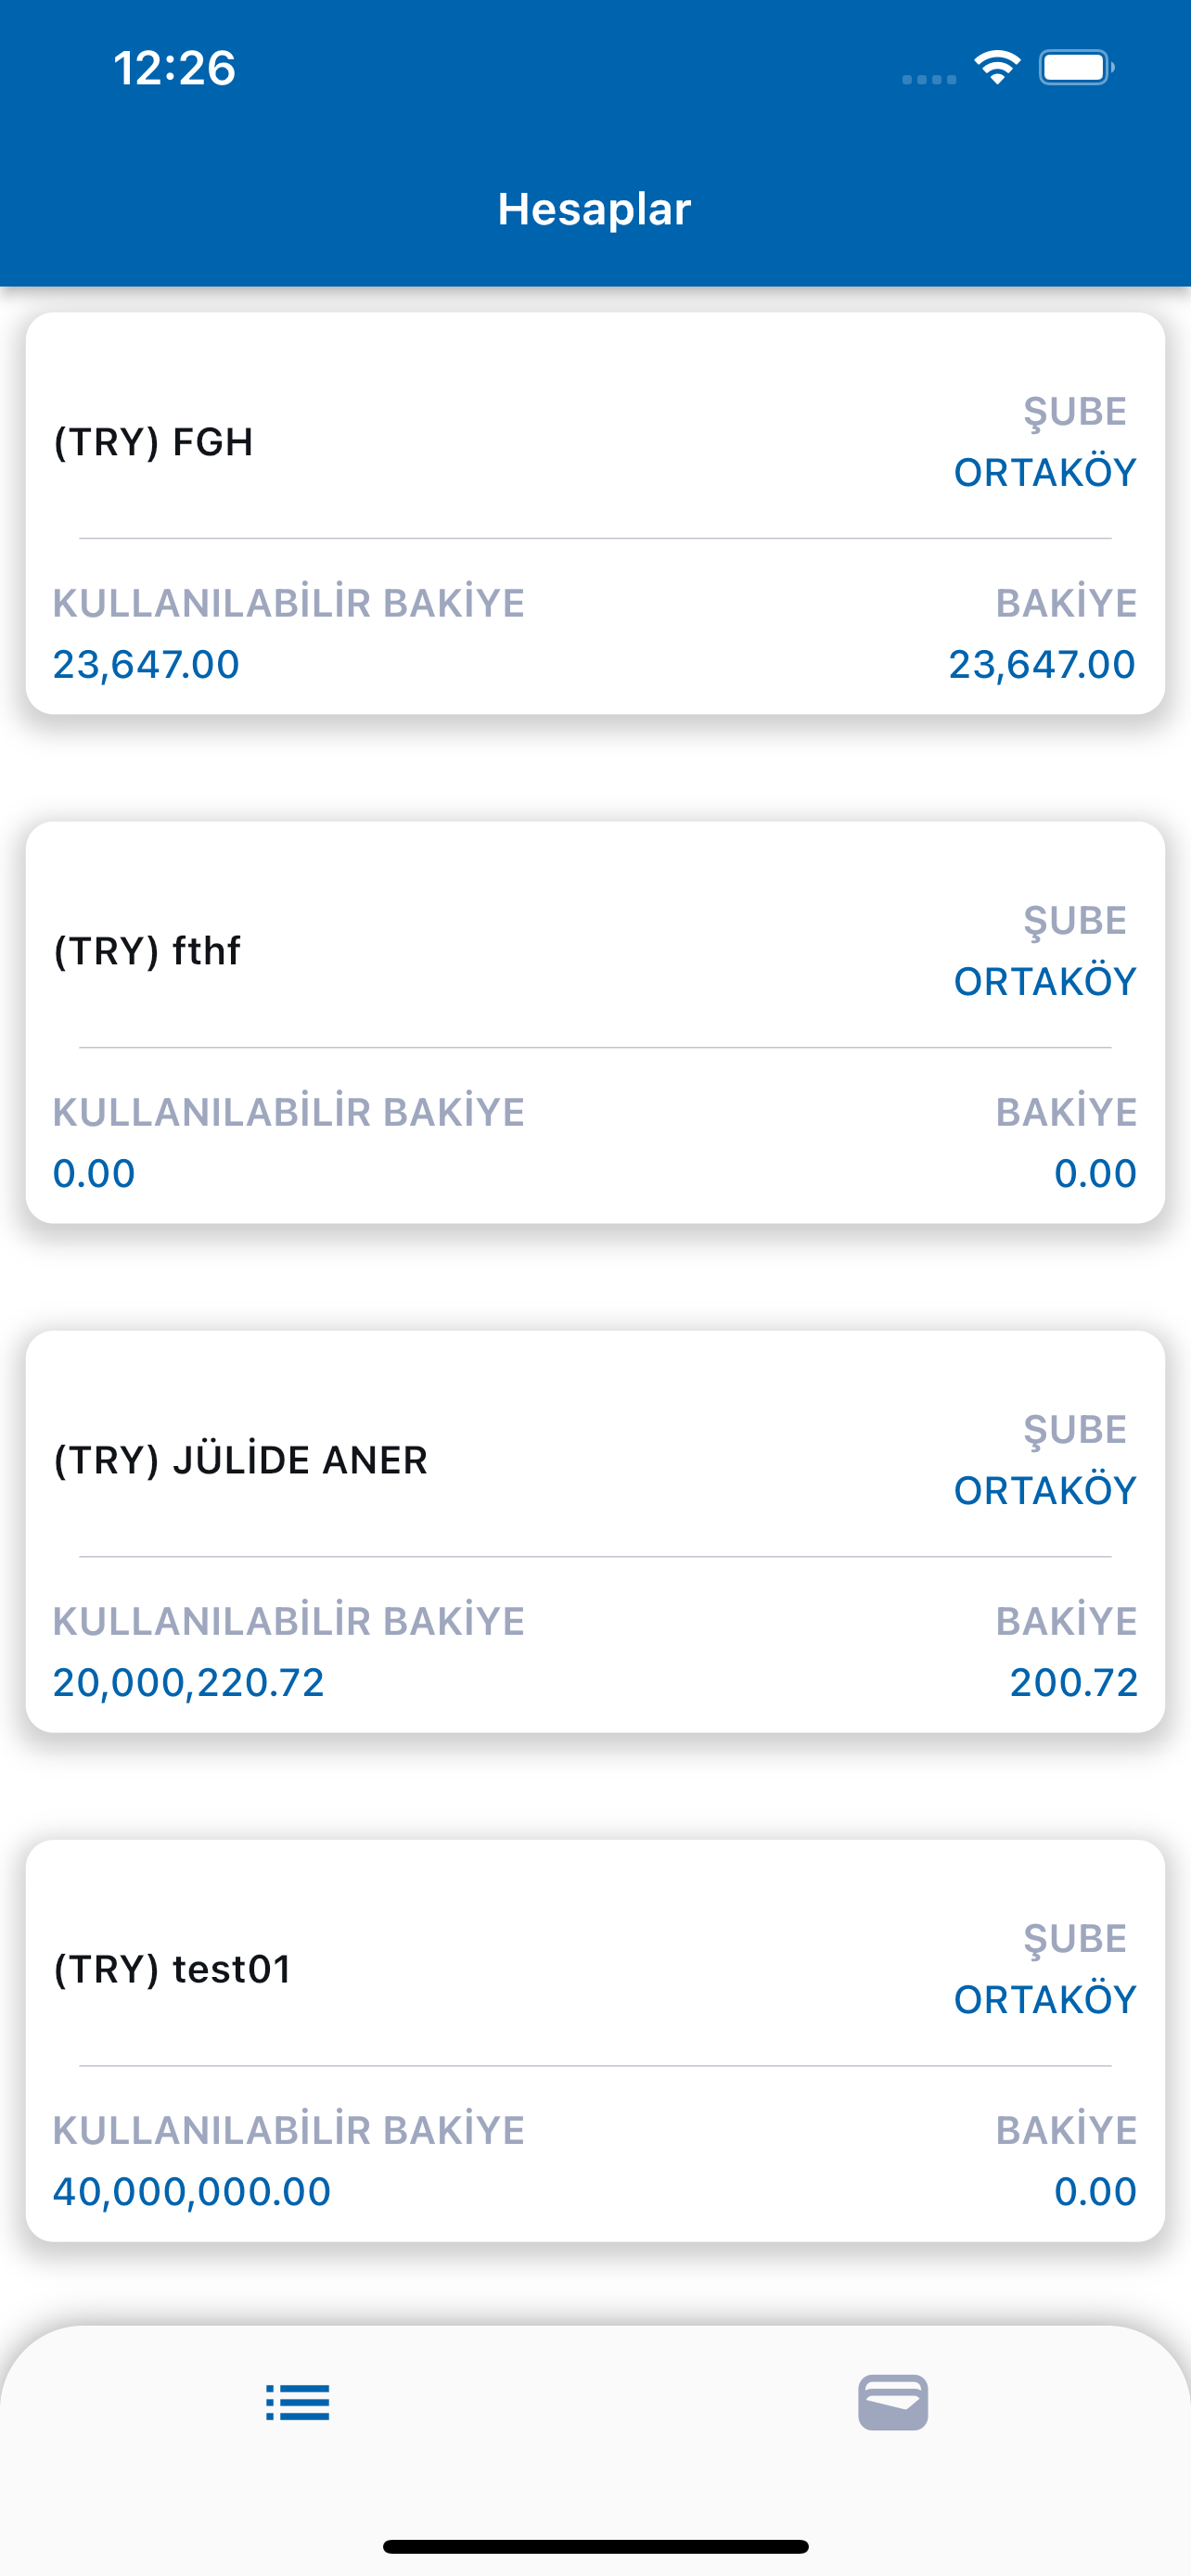 12:26
Hesaplar
(TRY) FGH
ŞUBE
ORTAKÖY
KULLANILABİLİR BAKİYE
BAKİYE
23,647.00
23,647.00
(TRY) fthf
ŞUBE
ORTAKÖY
KULLANILABİLİR BAKİYE
BAKİYE
0.00
0.00
(TRY) JÜLİDE ANER
ŞUBE
ORTAKÖY
KULLANILABİLİR BAKİYE
BAKİYE
20,000,220.72
200.72
(TRY) test01
ŞUBE
ORTAKÖY
KULLANILABİLİR BAKİYE
BAKİYE
40,000,000.00
0.00